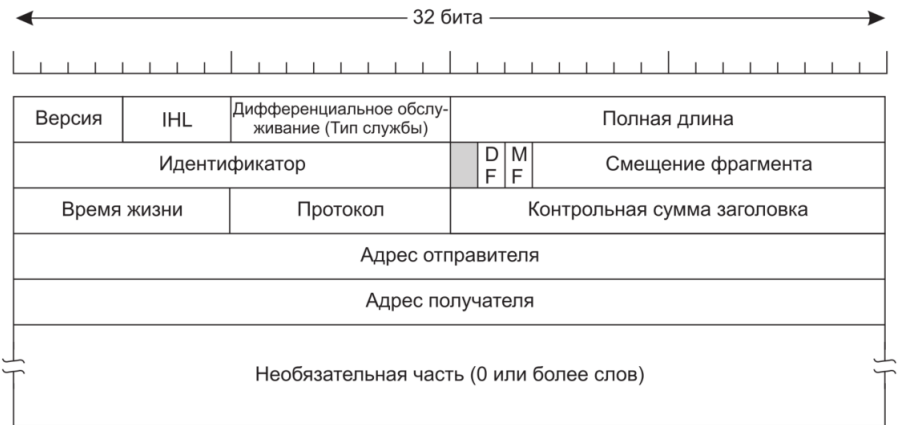 32 бита
Версия IHL Дифференциальное обслу-
живание (Тип службы) Полная длина
Идентификатор D M Смещение фрагмента
F F
Время жизни Протокол Контрольная сумма заголовка
Адрес отправителя
Адрес получателя
Необязательная часть (0 или более слов)